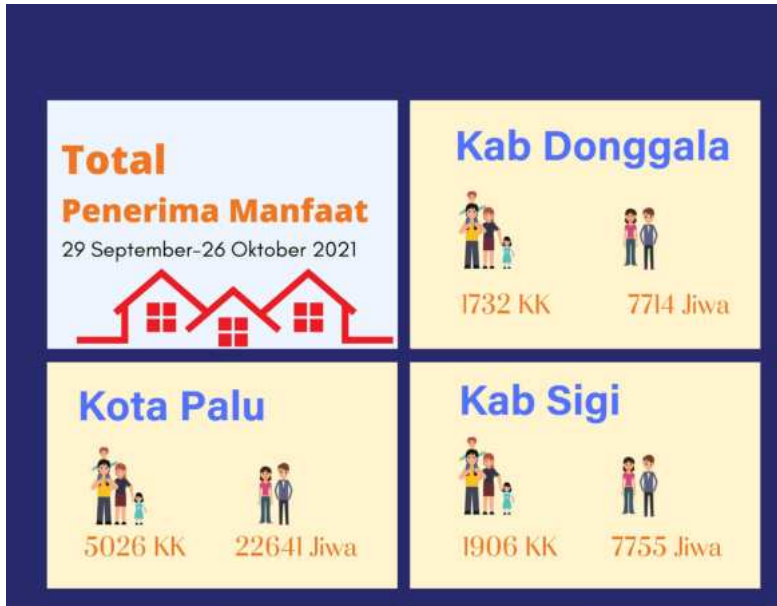 Total
Penerima Manfaat
29 September-26 Oktober 2021
Kab Donggala
1732 KK
7714 Jiwa
Kota Palu
5026 KK
22641 Jiwa
Kab Sigi
1906 KK
7755 Jiwa